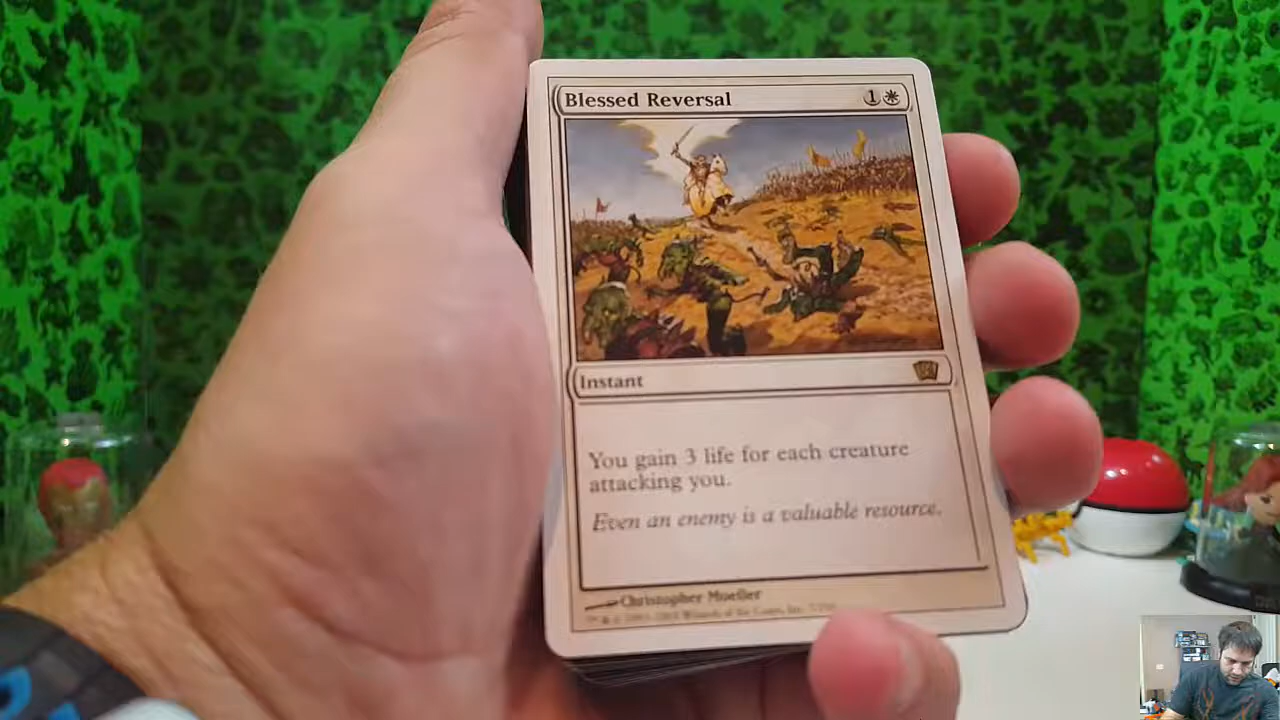 Blessed Reversal 1
Instant
You gain 3 life for each creature
attacking you.
Even an enemy is a valuable resource.
Christopher Moeller